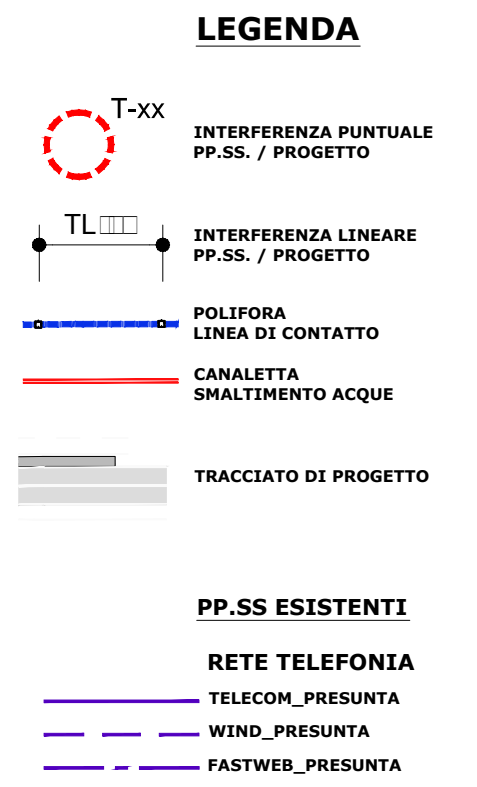 LEGENDA
T-xx
INTERFERENZA PUNTUALE
PP.SS. / PROGETTO
TL
INTERFERENZA LINEARE
PP.SS. / PROGETTO
POLIFORA
LINEA DI CONTATTO
CANALETTA
SMALTIMENTO ACQUE
TRACCIATO DI PROGETTO
PP.SS ESISTENTI
RETE TELEFONIA
TELECOM_PRESUNTA
WIND_PRESUNTA
FASTWEB_PRESUNTA